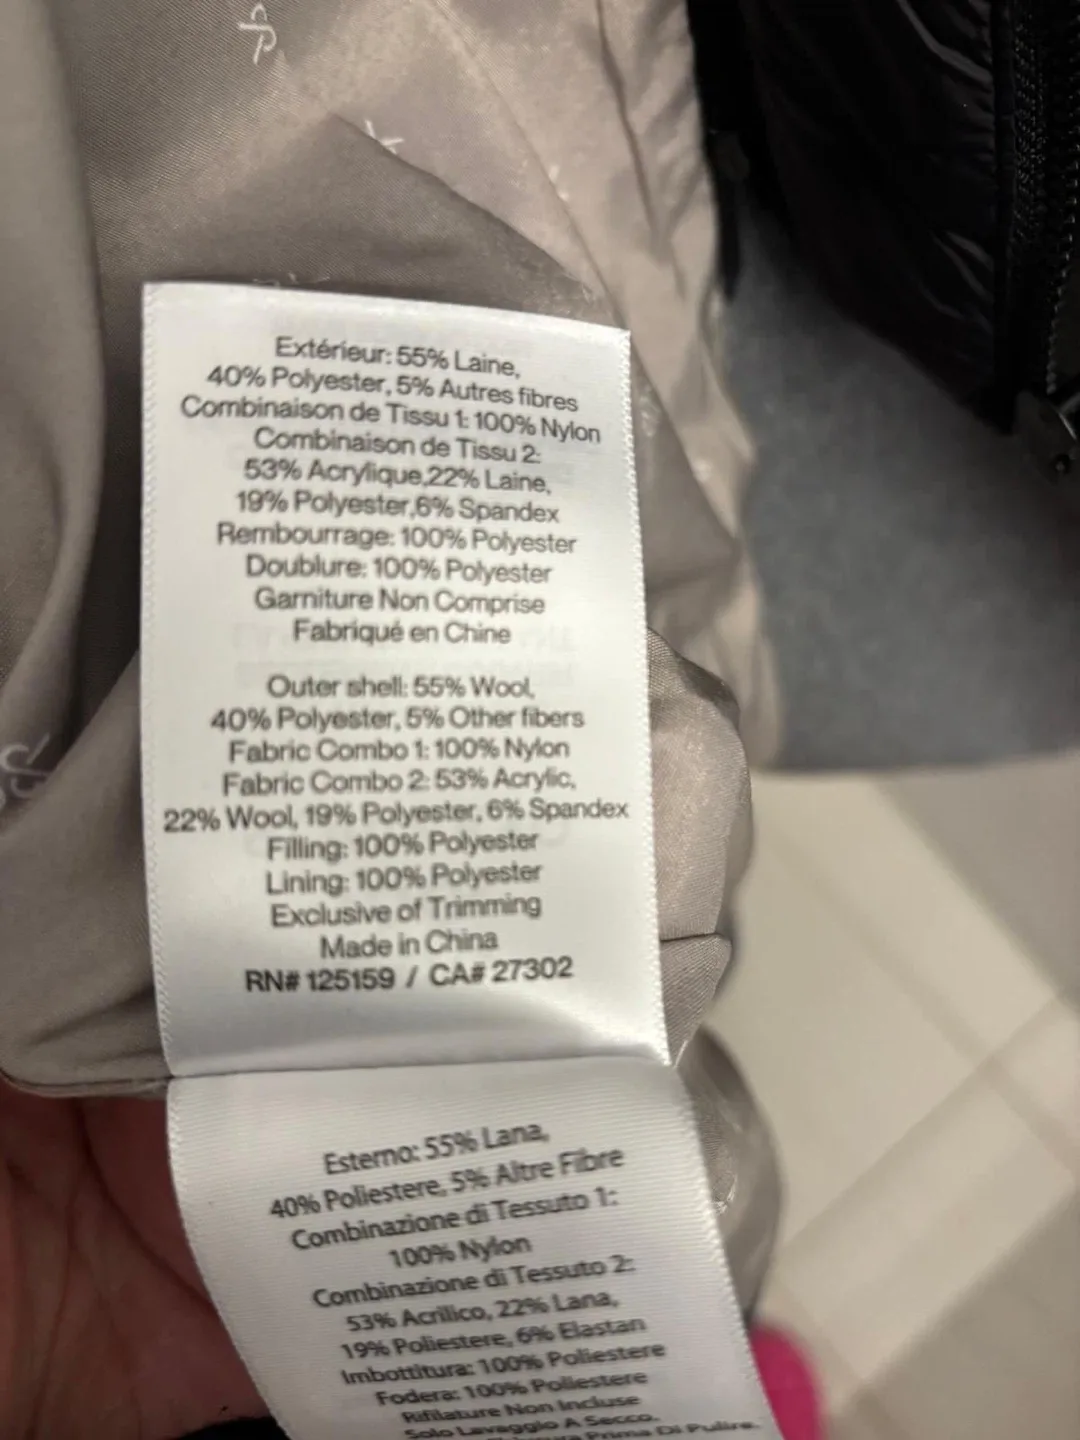 Extérieur: 55% Laine,
40% Polyester, 5% Autres fibres
Combinaison de Tissu 1: 100% Nylon
Combinaison de Tissu 2:
53% Acrylique,22% Laine,
19% Polyester,6% Spandex
Rembourrage: 100% Polyester
Doublure: 100% Polyester
Garniture Non Comprise
Fabriqué en Chine
Outer shell: 55% Wool,
40% Polyester, 5% Other fibers
Fabric Combo 1: 100% Nylon
Fabric Combo 2: 53% Acrylic,
22% Wool, 19% Polyester, 6% Spandex
Filling: 100% Polyester
Lining: 100% Polyester
Exclusive of Trimming
Made in China
RN# 125159 / CA# 27302
Esterno: 55% Lana,
40% Poliestere, 5% Altre Fibre
Combinazione di Tessuto 1:
100% Nylon
Combinazione di Tessuto 2:
53% Acrilico, 22% Lana,
19% Poliestere, 6% Elastan
Imbottitura: 100% Poliestere
Fodera: 100% Poliestere
Rifilature Non Incluse
Solo Lavaggio A Secco.
Prima Di Pulire.